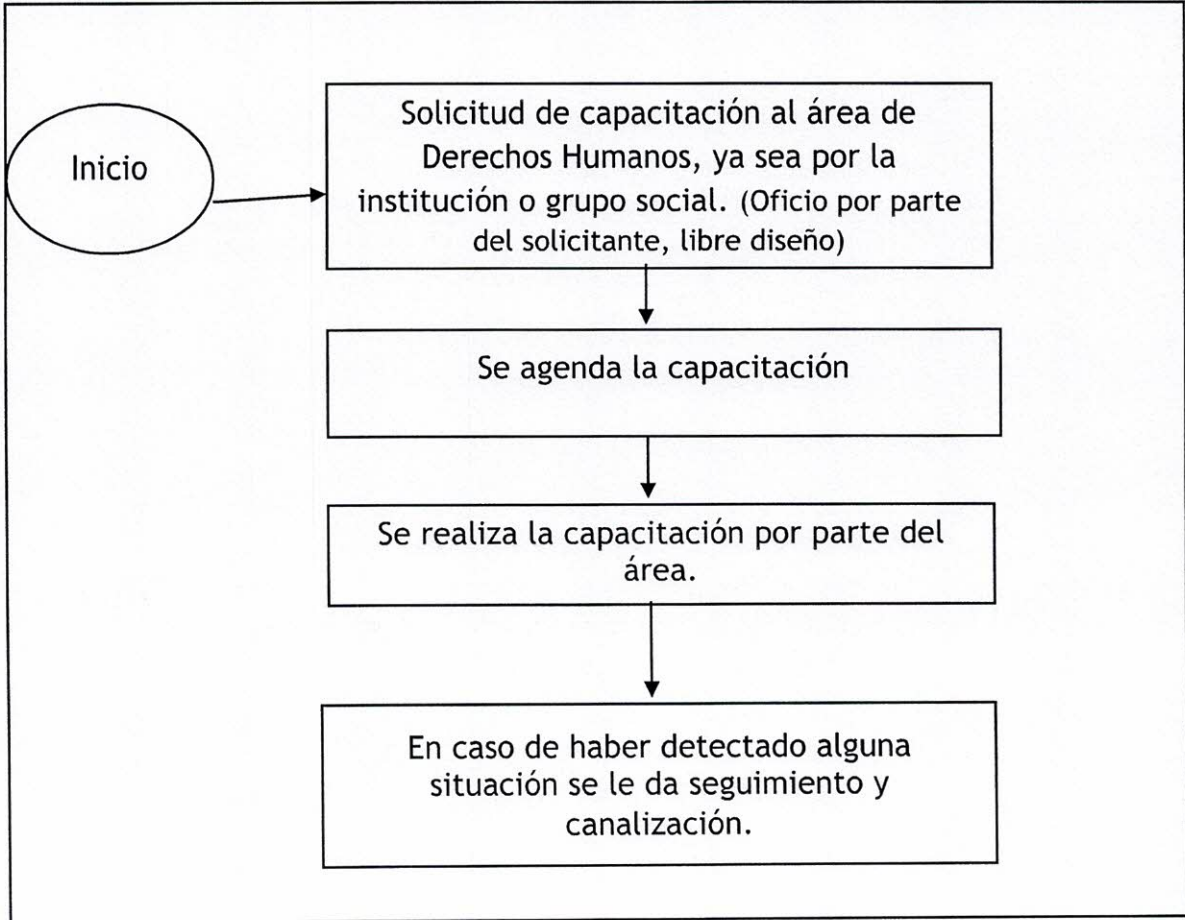 Inicio
Solicitud de capacitación al área de
Derechos Humanos, ya sea por la
institución o grupo social. (Oficio por parte
del solicitante, libre diseño)
Se agenda la capacitación
Se realiza la capacitación por parte del
área.
En caso de haber detectado alguna
situación se le da seguimiento y
canalización.